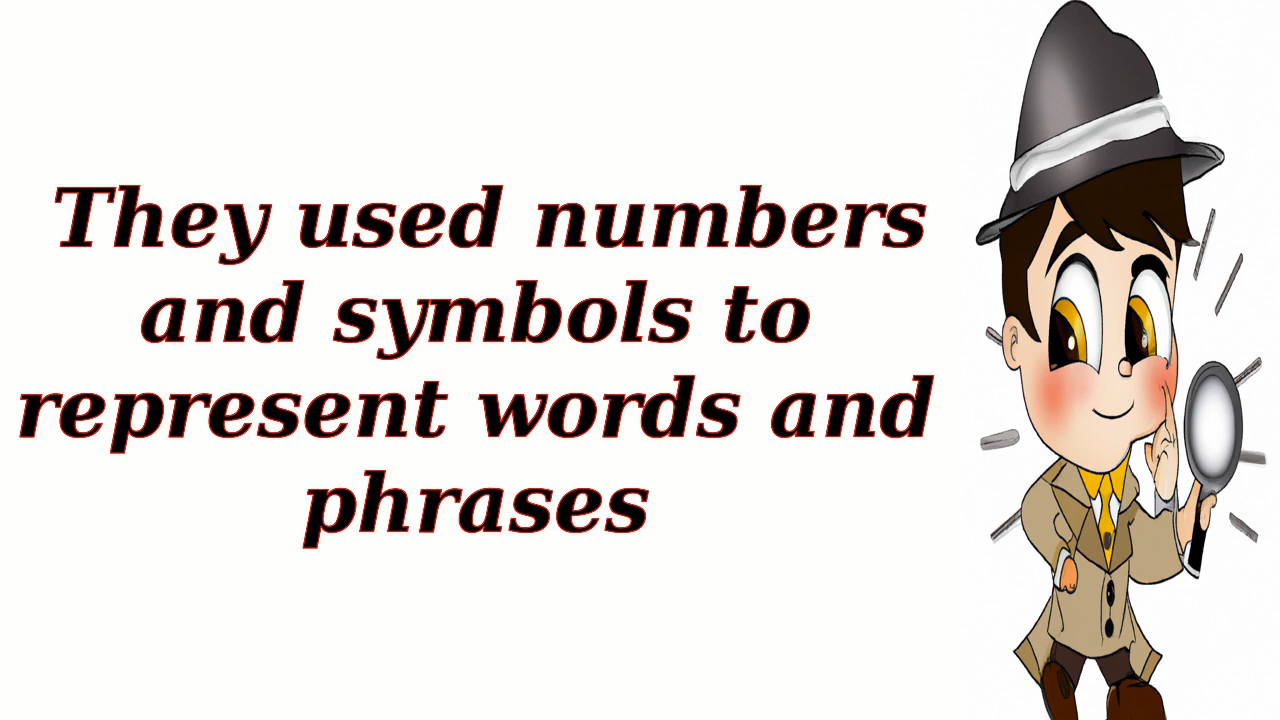 They used numbers
and symbols to
represent words and
phrases